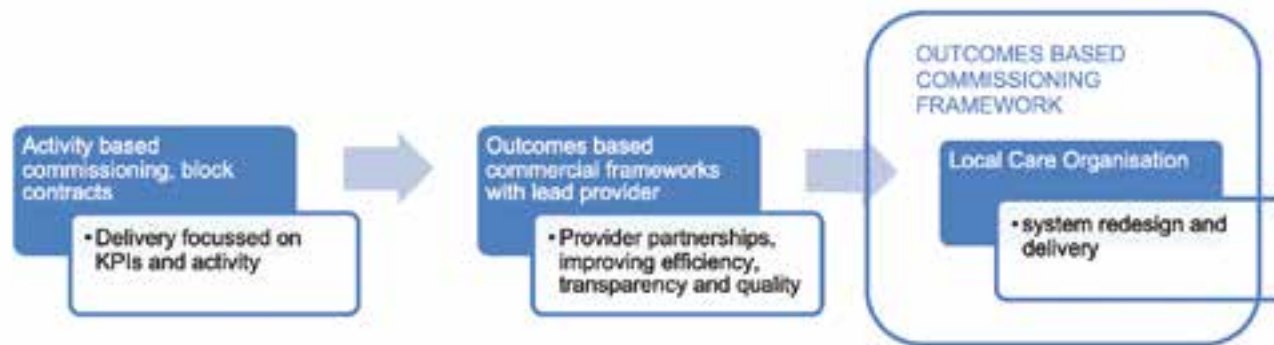 Activity based
commissioning, block
contracts
•Delivery focussed on
KPIs and activity
Outcomes based
commercial frameworks
with lead provider
•Provider partnerships,
improving efficiency,
transparency and quality
OUTCOMES BASED
COMMISSIONING
FRAMEWORK
Local Care Organisation
•system redesign and
delivery